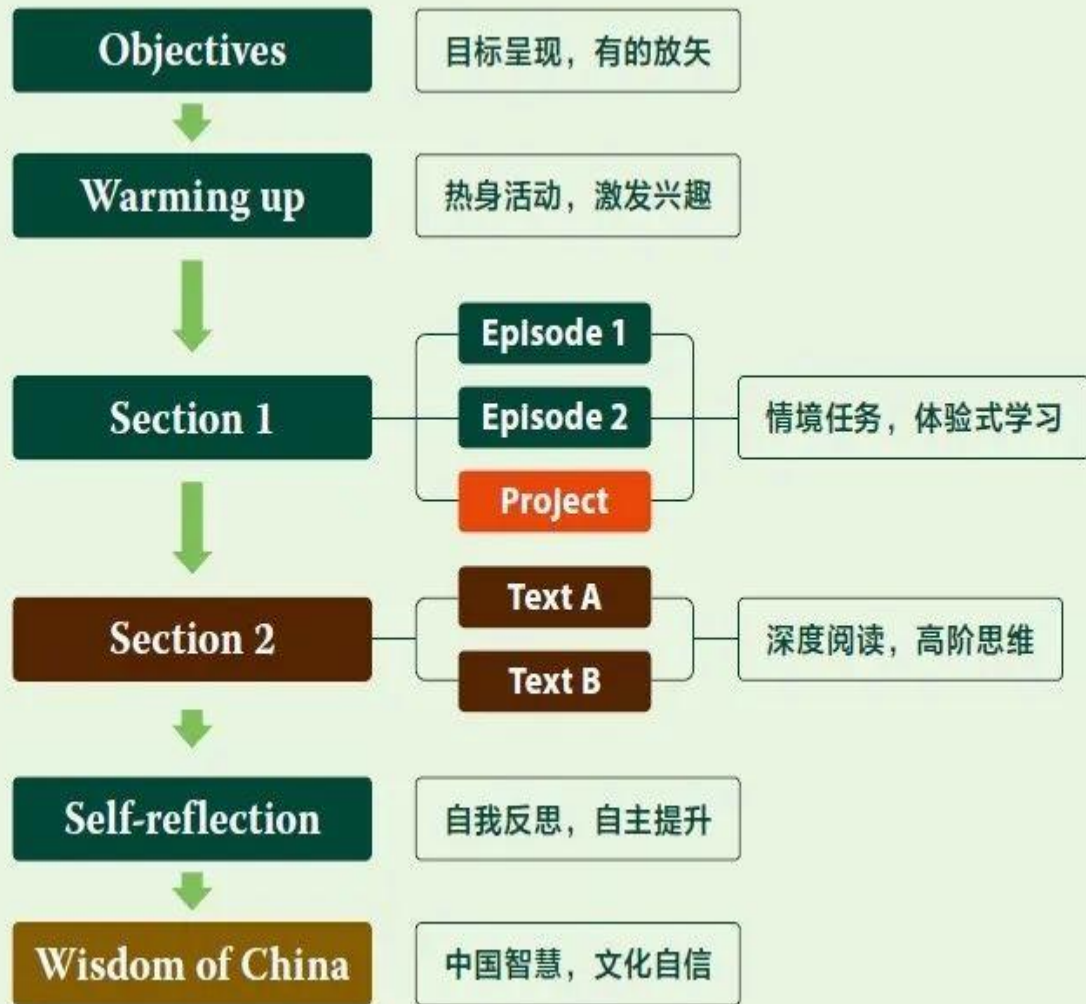 Objectives
目标呈现，有的放矢
Warming up
热身活动，激发兴趣
Section 1
Episode 1
Episode 2
Project
情境任务，体验式学习
Section 2
Text A
Text B
深度阅读，高阶思维
Self-reflection
自我反思，自主提升
Wisdom of China
中国智慧，文化自信